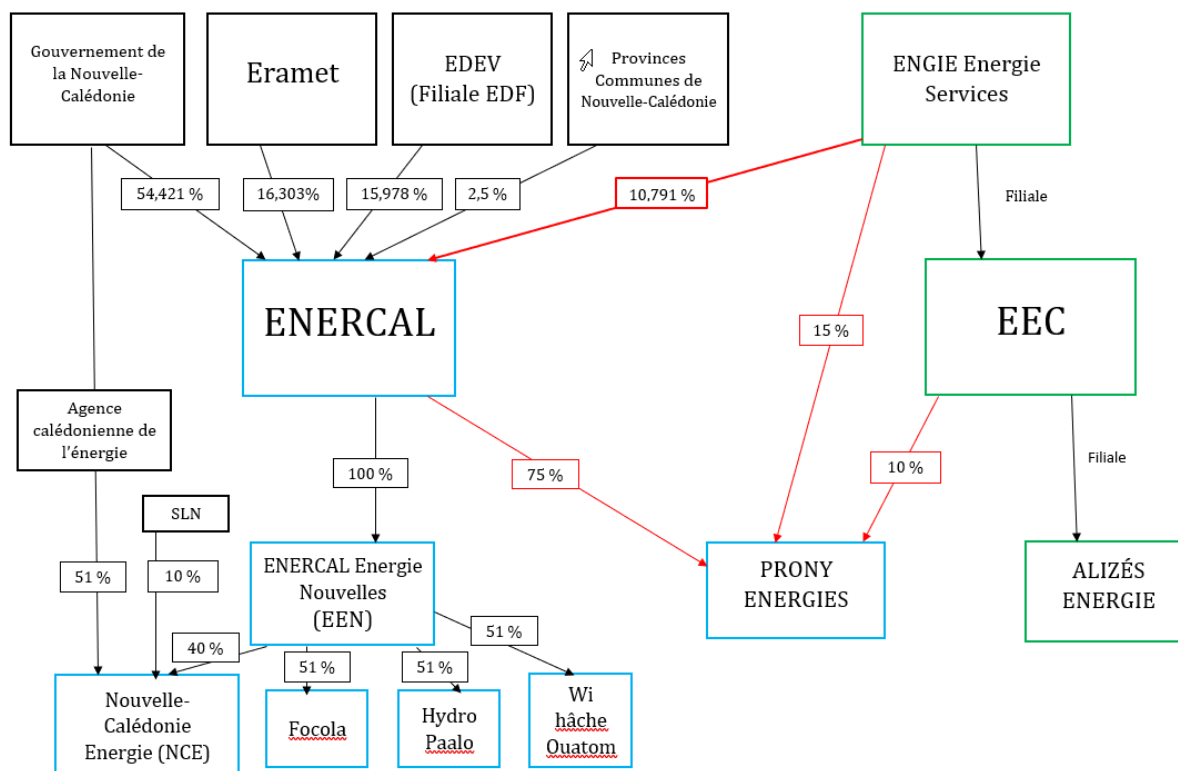 Gouvernement de
la Nouvelle-
Calédonie
Eramet
EDEV
(Filiale EDF)
Provinces
Communes de
Nouvelle-Calédonie
ENGIE Energie
Services
54,421 %
16,303%
15,978 %
2,5 %
10,791 %
Filiale
ENERCAL
EEC
15 %
Agence
calédonienne de
l'énergie
100 %
75 %
10 %
Filiale
SLN
51 %
10 %
ENERCAL Energie
Nouvelles
(EEN)
PRONY
ENERGIES
ALIZÉS
ENERGIE
40 %
51 %
51 %
51 %
Nouvelle-
Calédonie
Energie (NCE)
Focola
Hydro
Paalo
Wi
hâche
Ouatom